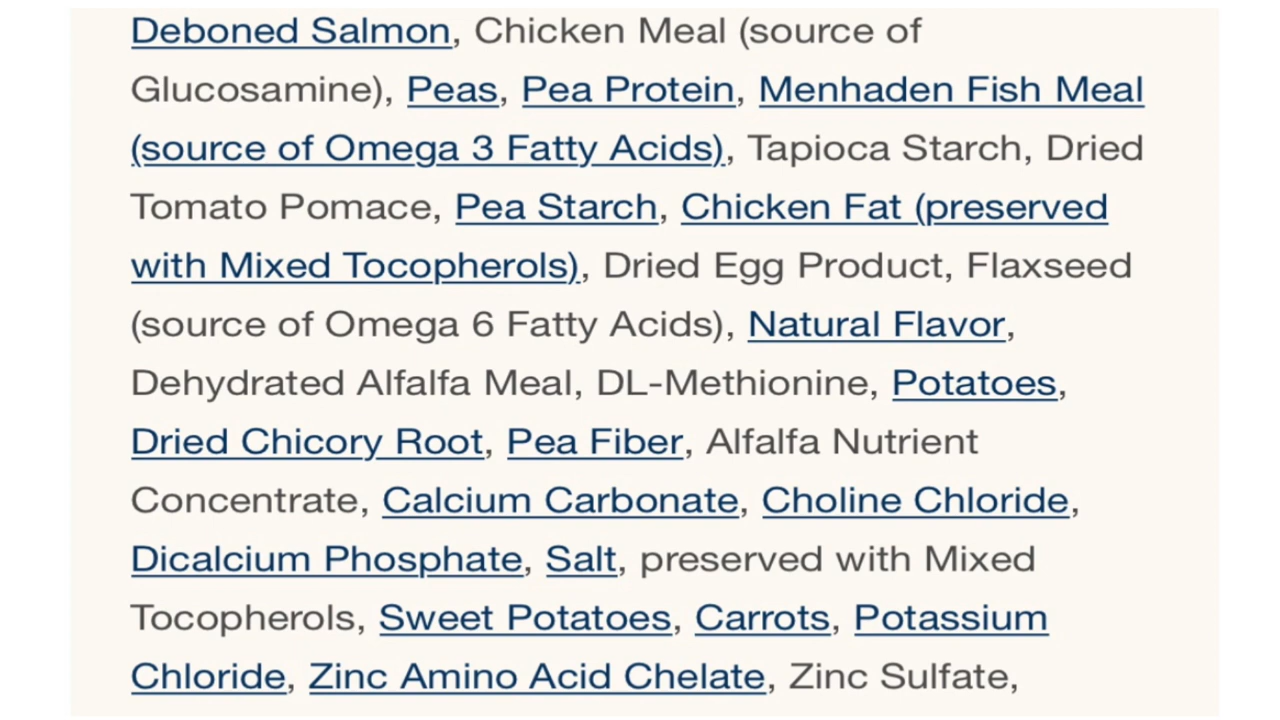 Deboned Salmon, Chicken Meal (source of
Glucosamine), Peas, Pea Protein, Menhaden Fish Meal
(source of Omega 3 Fatty Acids), Tapioca Starch, Dried
Tomato Pomace, Pea Starch, Chicken Fat (preserved
with Mixed Tocopherols), Dried Egg Product, Flaxseed
(source of Omega 6 Fatty Acids), Natural Flavor,
Dehydrated Alfalfa Meal, DL-Methionine, Potatoes,
Dried Chicory Root, Pea Fiber, Alfalfa Nutrient
Concentrate, Calcium Carbonate, Choline Chloride,
Dicalcium Phosphate, Salt, preserved with Mixed
Tocopherols, Sweet Potatoes, Carrots, Potassium
Chloride, Zinc Amino Acid Chelate, Zinc Sulfate,